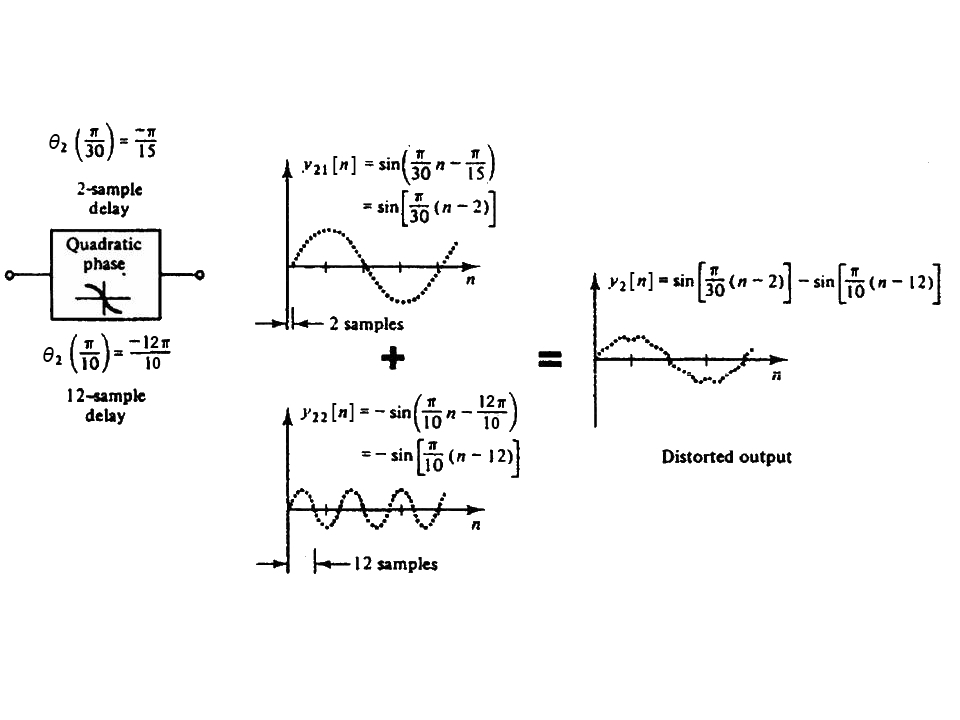 θ₂(π/30) = -π/15
2-sample
delay
Quadratic
phase
θ₂(π/10) = -12π/10
12-sample
delay
y₂₁[n] = sin(π/30 n − π/15)
= sin[π/30 (n − 2)]
n
2 samples
+
y₂₂[n] = − sin(π/10 n − 12π/10)
= − sin[π/10 (n − 12)]
n
12 samples
=
y₂[n] = sin[π/30 (n − 2)] − sin[π/10 (n − 12)]
n
Distorted output